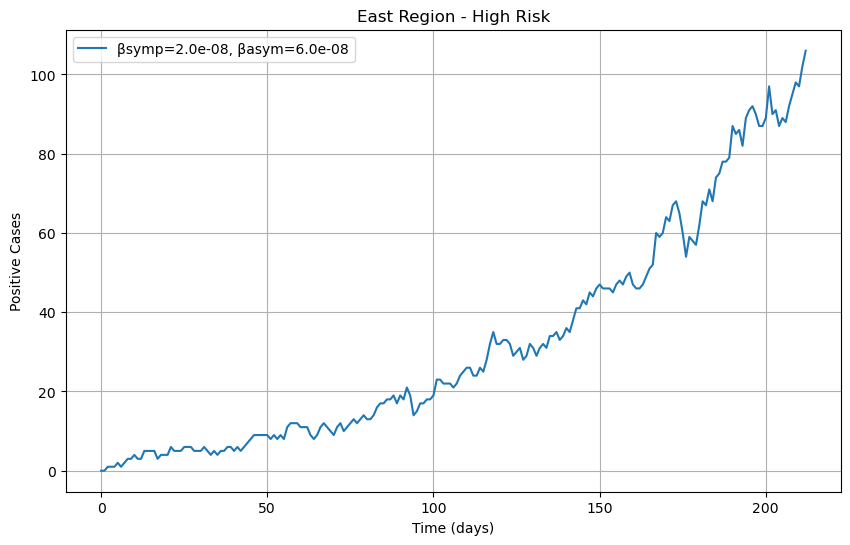 East Region - High Risk
βsymp=2.0e-08, βasym=6.0e-08
Positive Cases
100
80
60
40
20
0
0 50 100 150 200
Time (days)